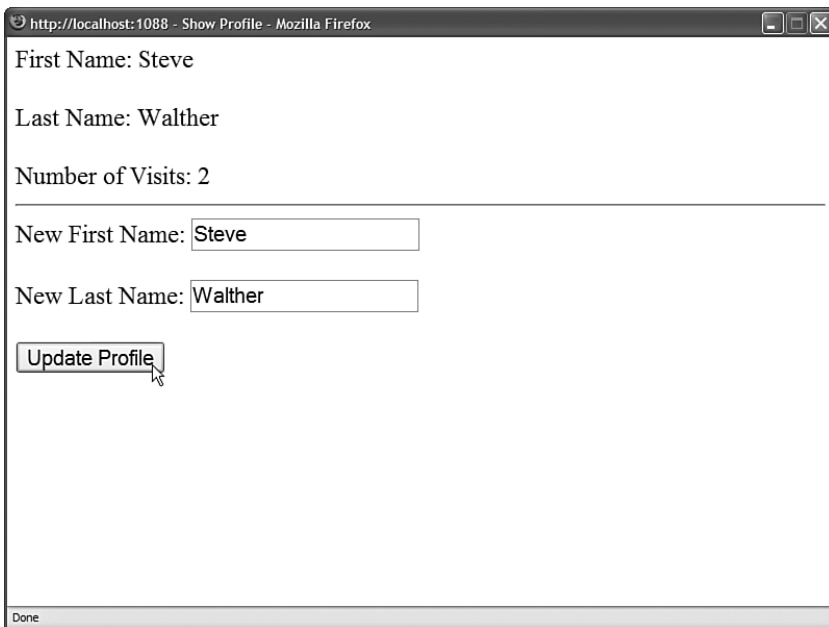 http://localhost:1088 - Show Profile - Mozilla Firefox
First Name: Steve
Last Name: Walther
Number of Visits: 2
New First Name: Steve
New Last Name: Walther
Update Profile
Done